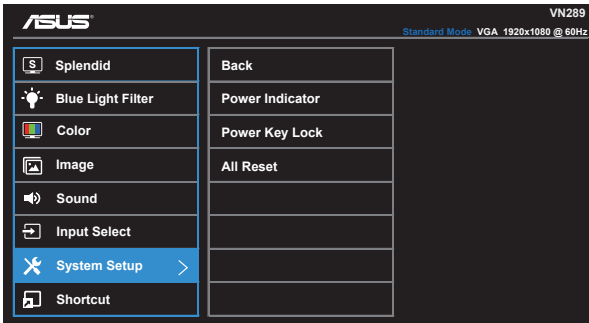 ASUS
VN289
Standard Mode VGA 1920x1080 @ 60Hz
S Splendid
Blue Light Filter
Color
Image
Sound
Input Select
System Setup >
Shortcut
Back
Power Indicator
Power Key Lock
All Reset